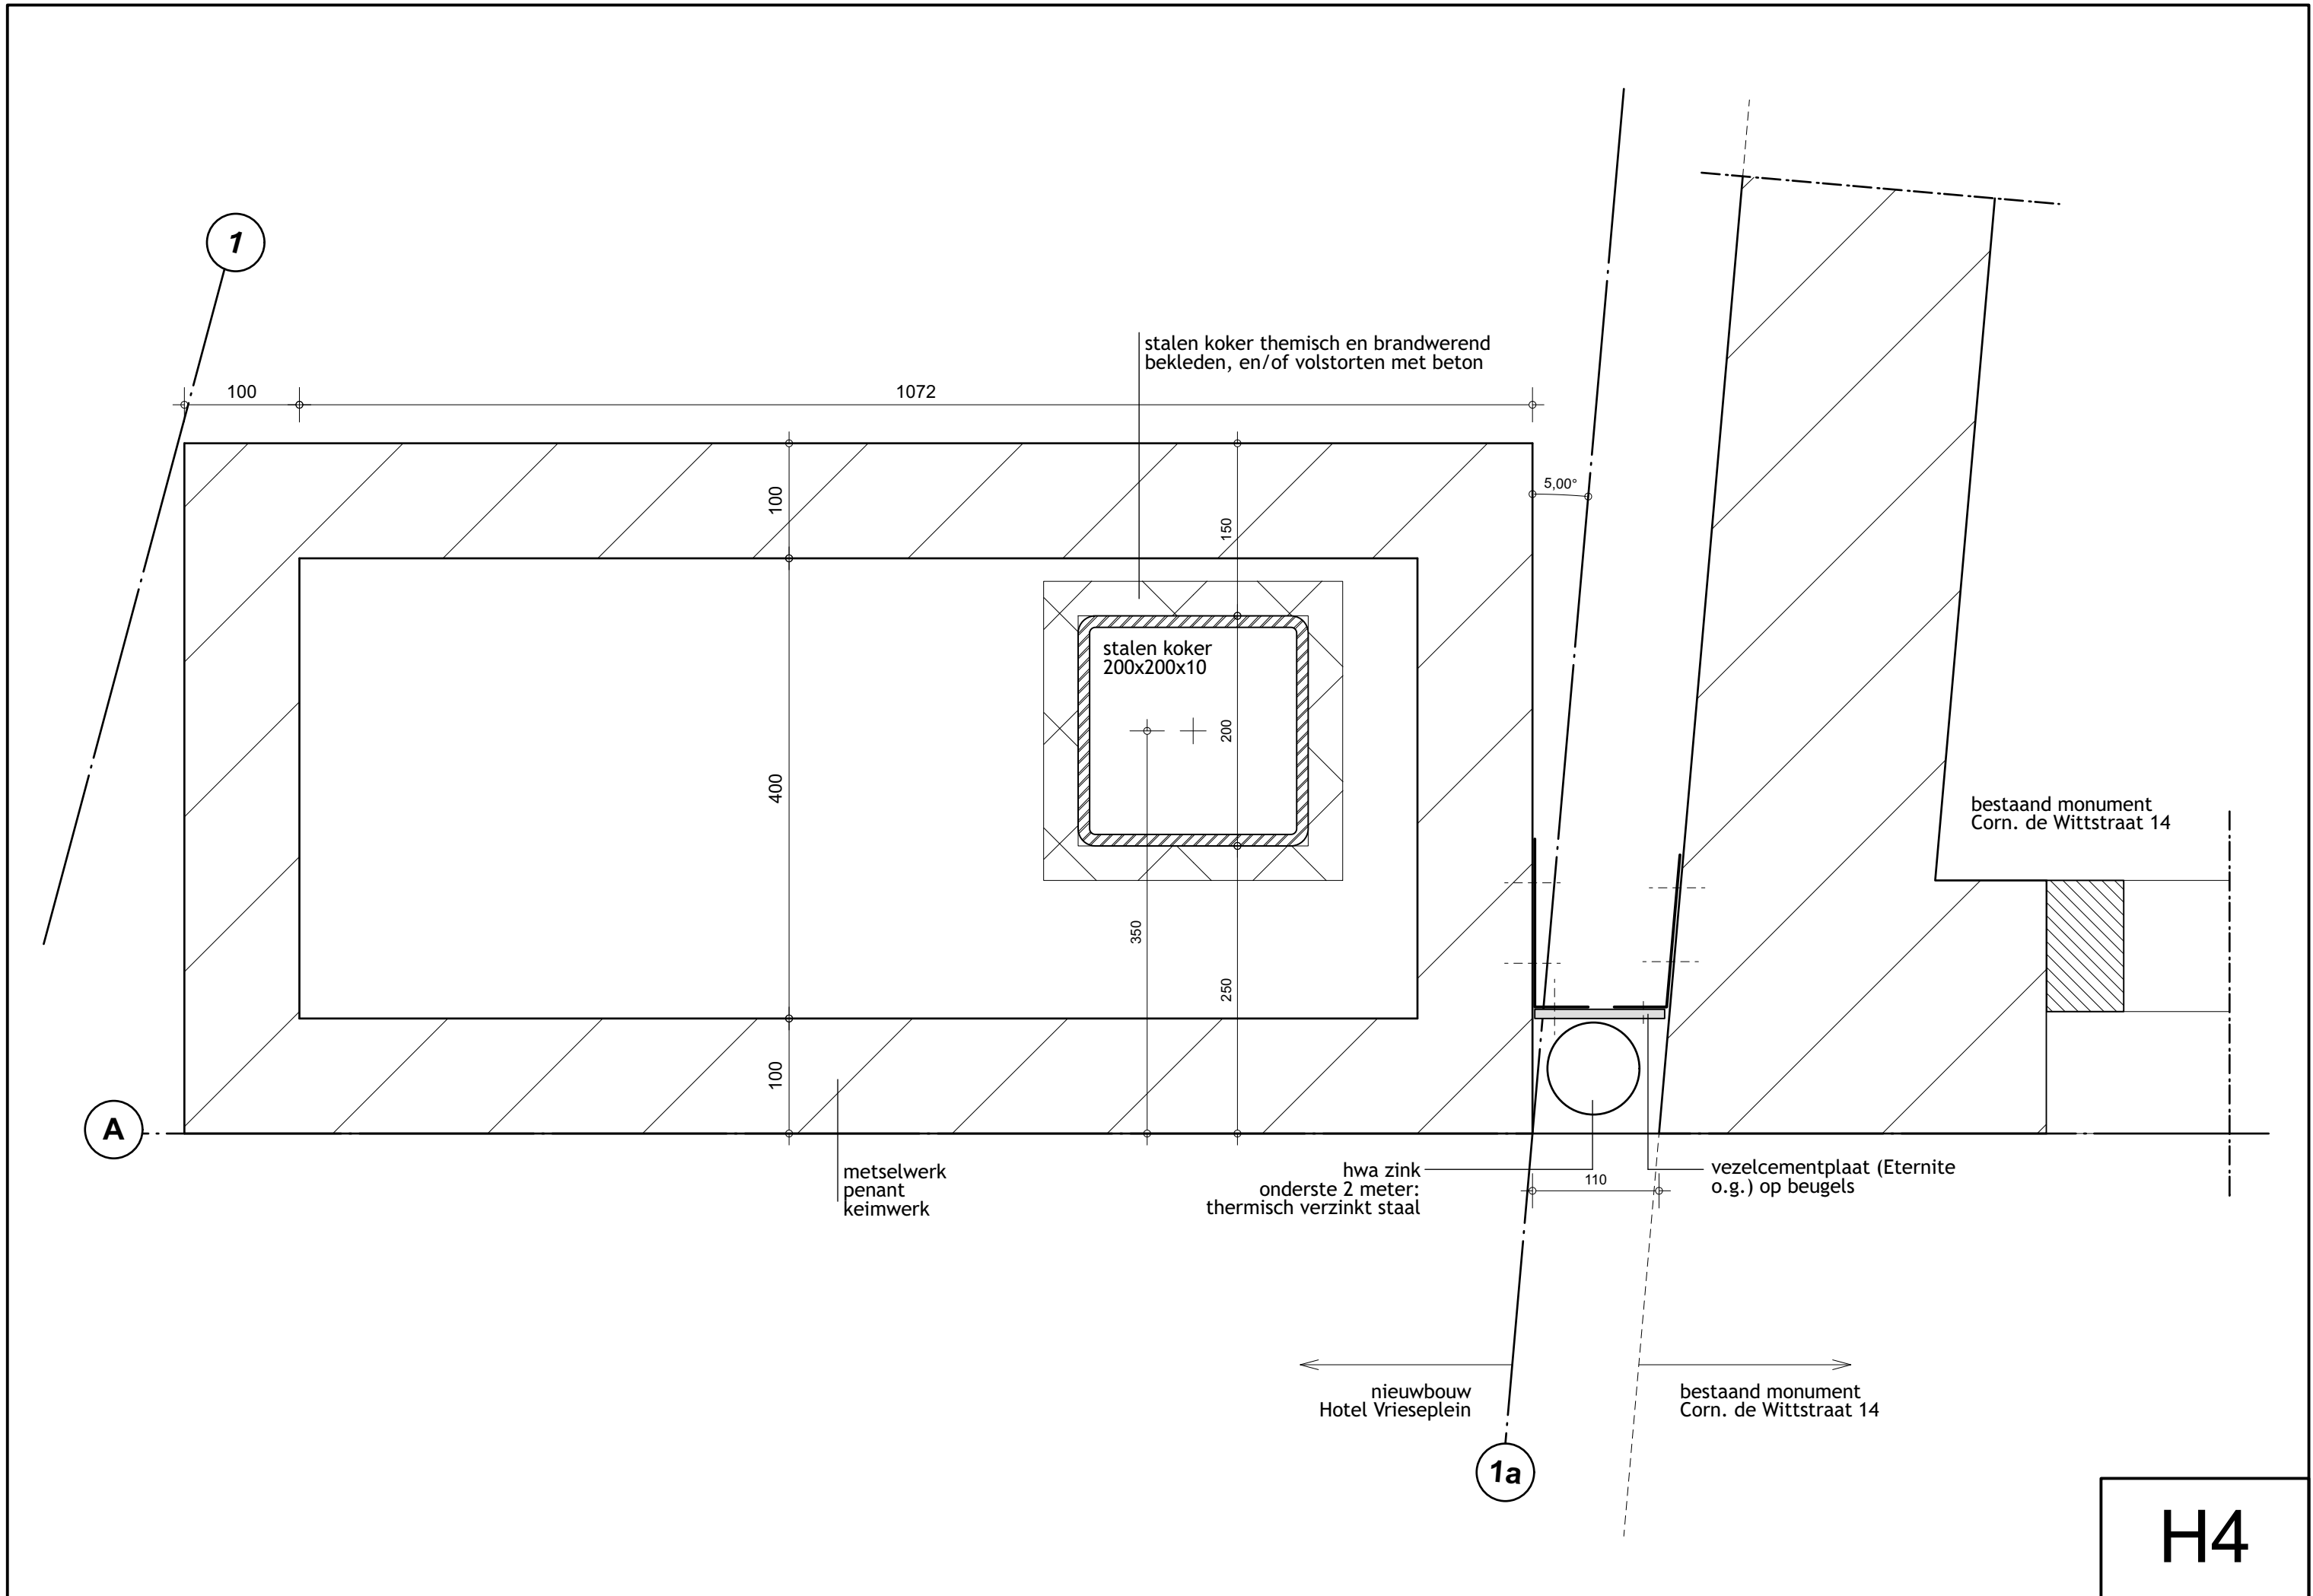 1
stalen koker themisch en brandwerend
bekleden, en/of volstorten met beton
100
1072
5,00°
100
150
stalen koker
200x200x10
200
400
bestaand monument
Corn. de Wittstraat 14
350
250
100
A
metselwerk
penant
keimwerk
hwa zink
onderste 2 meter:
thermisch verzinkt staal
110
vezelcementplaat (Eternite
o.g.) op beugels
nieuwbouw
Hotel Vrieseplein
bestaand monument
Corn. de Wittstraat 14
1a
H4